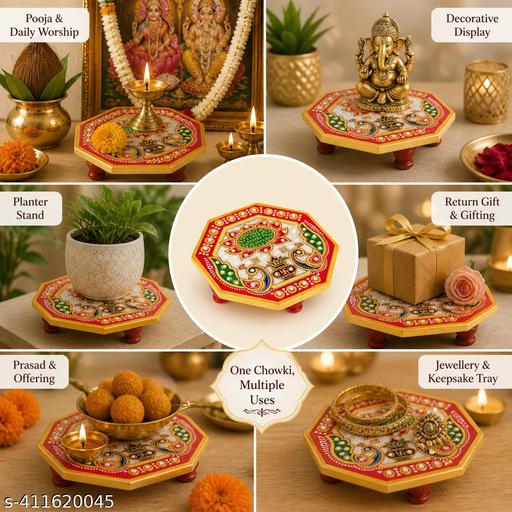 Pooja &
Daily Worship
Decorative
Display
Planter
Stand
Return Gift
& Gifting
Prasad &
Offering
One Chowki,
Multiple
Uses
Jewellery &
Keepsake Tray
s-411620045